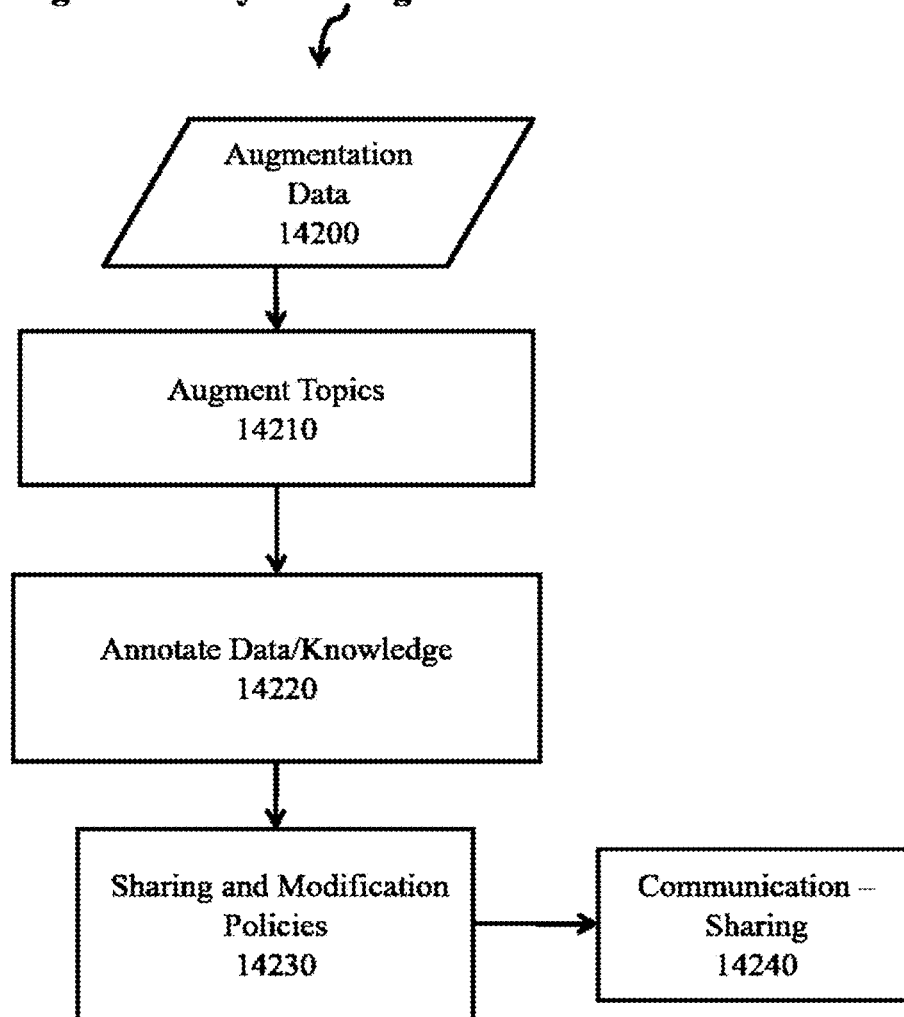 Augmentation
Data
14200
Augment Topics
14210
Annotate Data/Knowledge
14220
Sharing and Modification
Policies
14230
Communication –
Sharing
14240